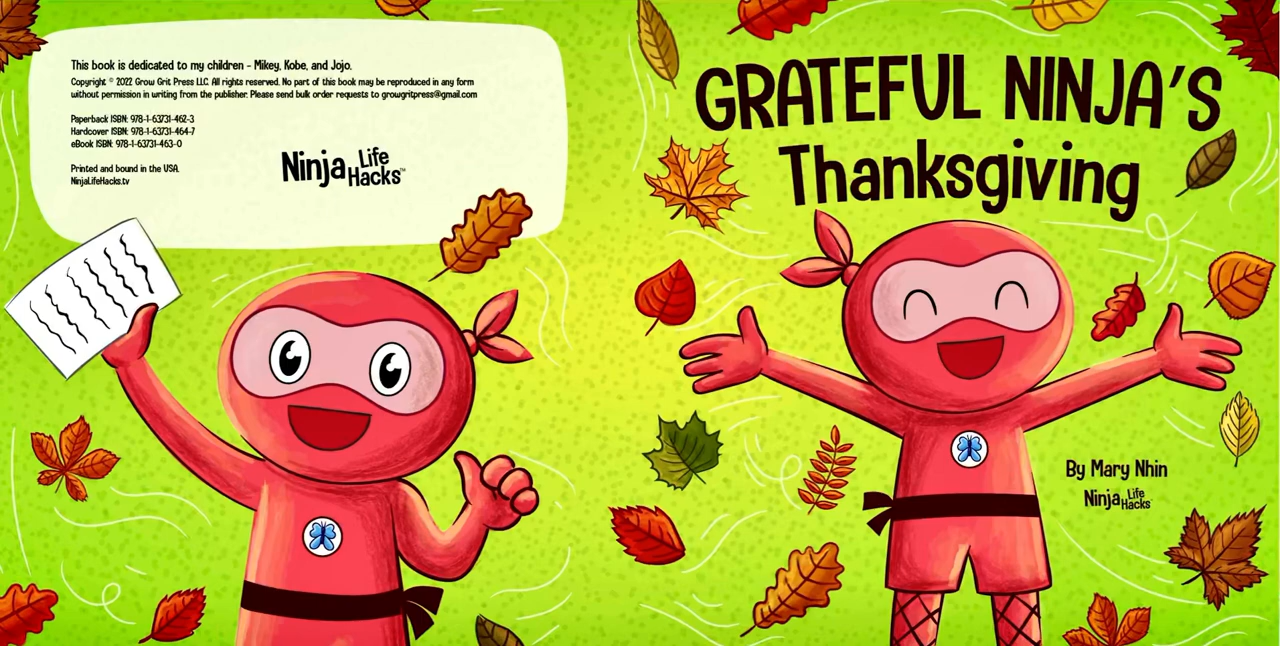 This book is dedicated to my children - Mikey, Kobe, and Jojo.
Copyright © 2022 Grow Grit Press LLC. All rights reserved. No part of this book may be reproduced in any form
without permission in writing from the publisher. Please send bulk order requests to growgritpress@gmail.com
Paperback ISBN: 978-1-63731-462-3
Hardcover ISBN: 978-1-63731-464-7
eBook ISBN: 978-1-63731-463-0
Printed and bound in the USA.
NinjaLifeHacks.tv
Ninja Life Hacks™
GRATEFUL NINJA'S
Thanksgiving
By Mary Nhin
Ninja Life Hacks